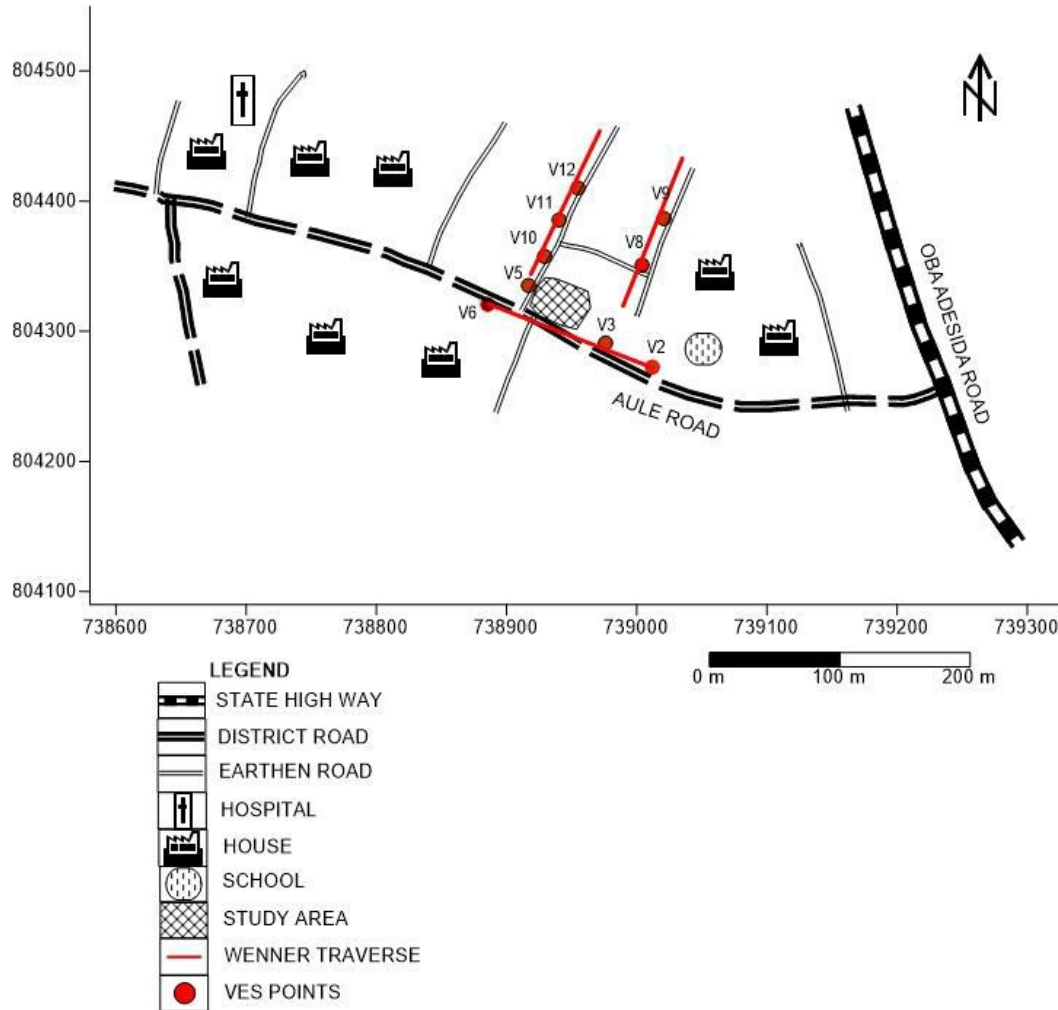 804500
804400
804300
804200
804100
V12
V11
V10
V5
V6
V9
V8
V3
V2
AULE ROAD
OBA ADESIDA ROAD
N
738600 738700 738800 738900 739000 739100 739200 739300
0 m 100 m 200 m
LEGEND
STATE HIGH WAY
DISTRICT ROAD
EARTHEN ROAD
HOSPITAL
HOUSE
SCHOOL
STUDY AREA
WENNER TRAVERSE
VES POINTS